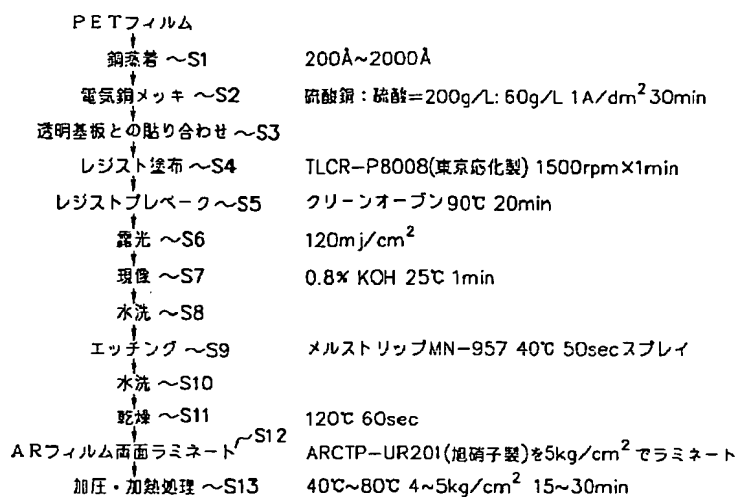 PETフィルム
銅蒸着 ～S1 200Å~2000Å
電気銅メッキ ～S2 硫酸銅：硫酸=200g/L: 60g/L 1A/dm² 30min
透明基板との貼り合わせ ～S3
レジスト塗布 ～S4 TLCR-P8008(東京応化製) 1500rpm×1min
レジストプレベーク～S5 クリーンオーブン90℃ 20min
露光 ～S6 120mj/cm²
現像 ～S7 0.8% KOH 25℃ 1min
水洗 ～S8
エッチング ～S9 メルストリップMN-957 40℃ 50secスプレイ
水洗 ～S10
乾燥 ～S11 120℃ 60sec
ARフィルム両面ラミネート ～S12 ARCTP-UR201(旭硝子製)を5kg/cm² でラミネート
加圧・加熱処理 ～S13 40℃~80℃ 4~5kg/cm² 15~30min